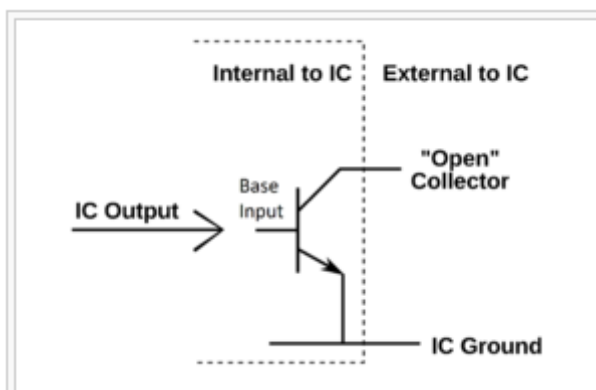 Internal to IC
External to IC
"Open"
Collector
Base
Input
IC Output
IC Ground